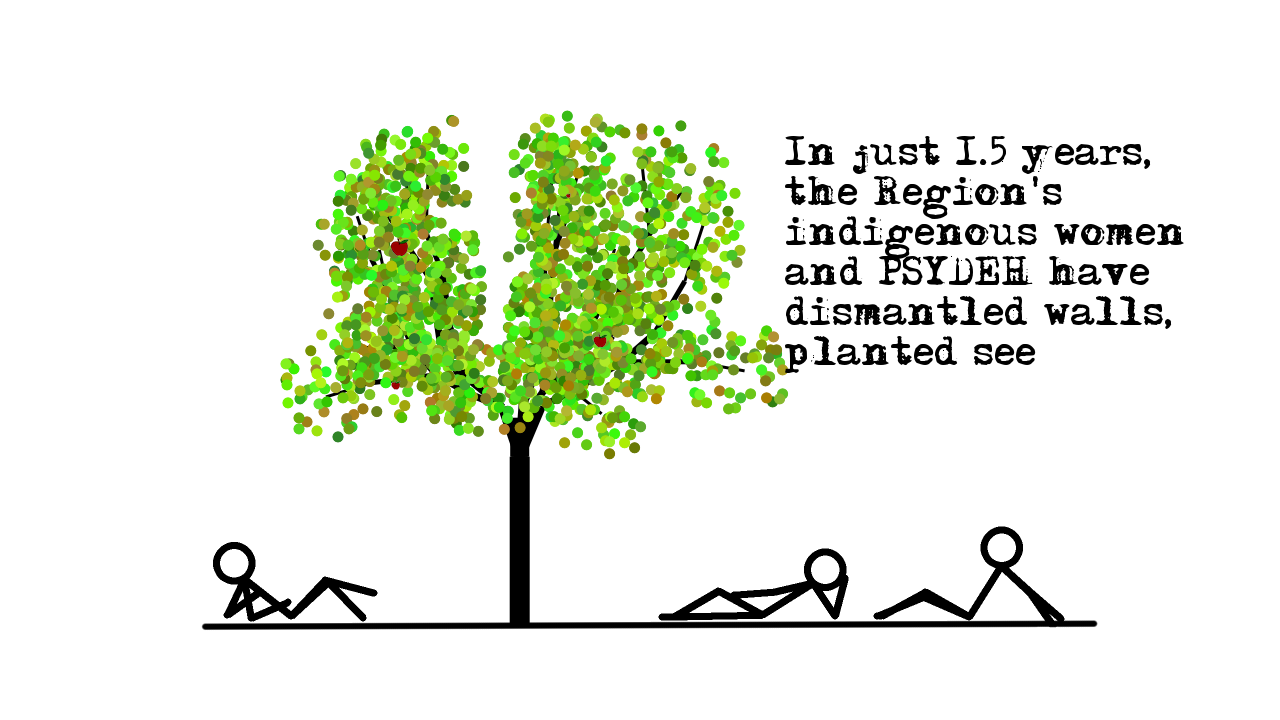 In just 1.5 years,
the Region's
indigenous women
and PSYDEH have
dismantled walls,
planted see